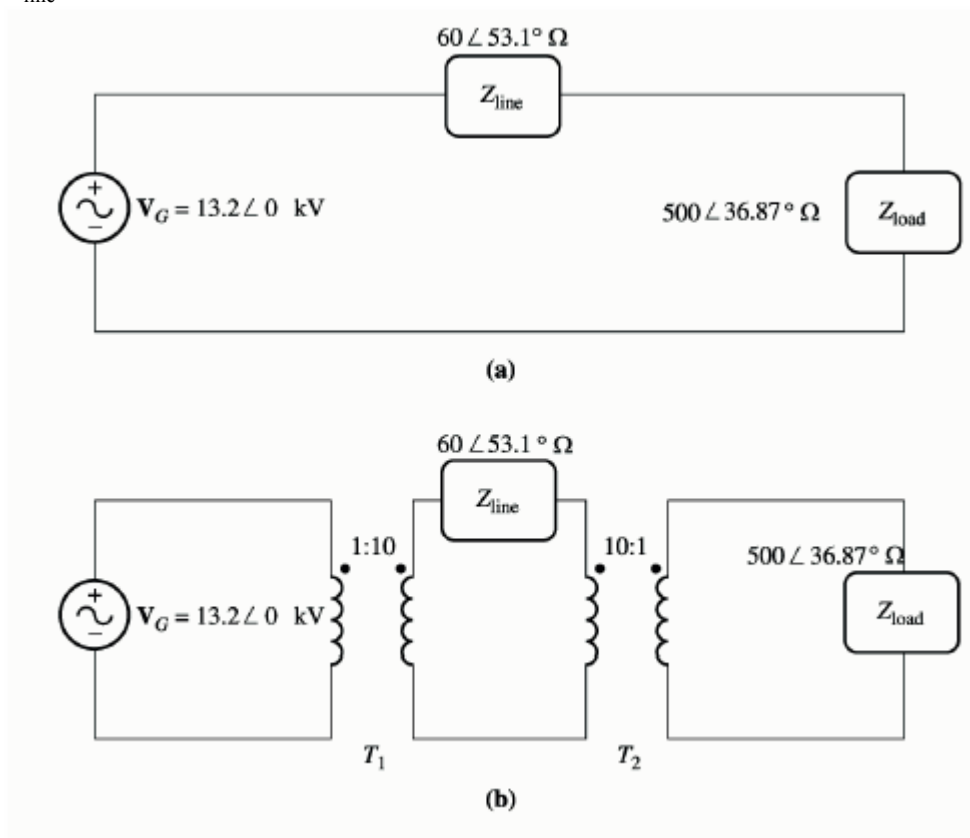 line
60∠53.1° Ω
Z_line
+
V_G = 13.2∠0 kV
−
500∠36.87° Ω
Z_load
(a)
60∠53.1° Ω
Z_line
1:10
10:1
500∠36.87° Ω
+
V_G = 13.2∠0 kV
−
Z_load
T_1
T_2
(b)